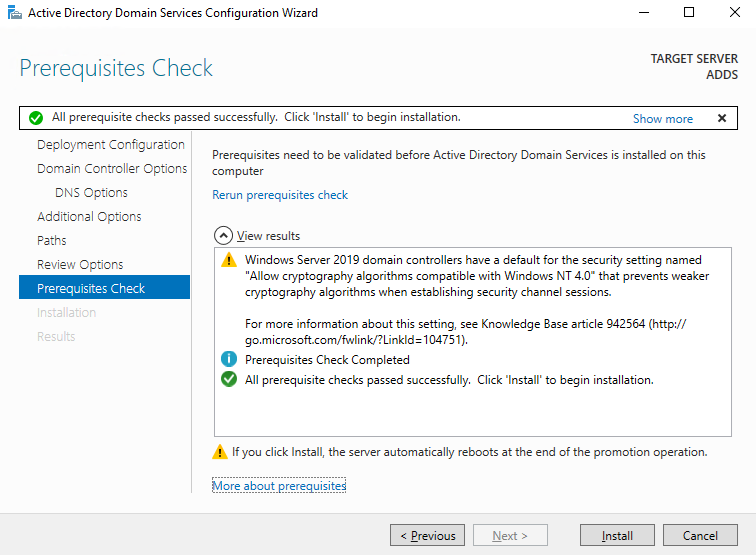 Active Directory Domain Services Configuration Wizard
Prerequisites Check
TARGET SERVER
ADDS
All prerequisite checks passed successfully.  Click 'Install' to begin installation.
Show more
Deployment Configuration
Domain Controller Options
DNS Options
Additional Options
Paths
Review Options
Prerequisites Check
Installation
Results
Prerequisites need to be validated before Active Directory Domain Services is installed on this
computer
Rerun prerequisites check
View results
Windows Server 2019 domain controllers have a default for the security setting named
"Allow cryptography algorithms compatible with Windows NT 4.0" that prevents weaker
cryptography algorithms when establishing security channel sessions.
For more information about this setting, see Knowledge Base article 942564 (http://
go.microsoft.com/fwlink/?LinkId=104751).
Prerequisites Check Completed
All prerequisite checks passed successfully.  Click 'Install' to begin installation.
If you click Install, the server automatically reboots at the end of the promotion operation.
More about prerequisites
< Previous
Next >
Install
Cancel